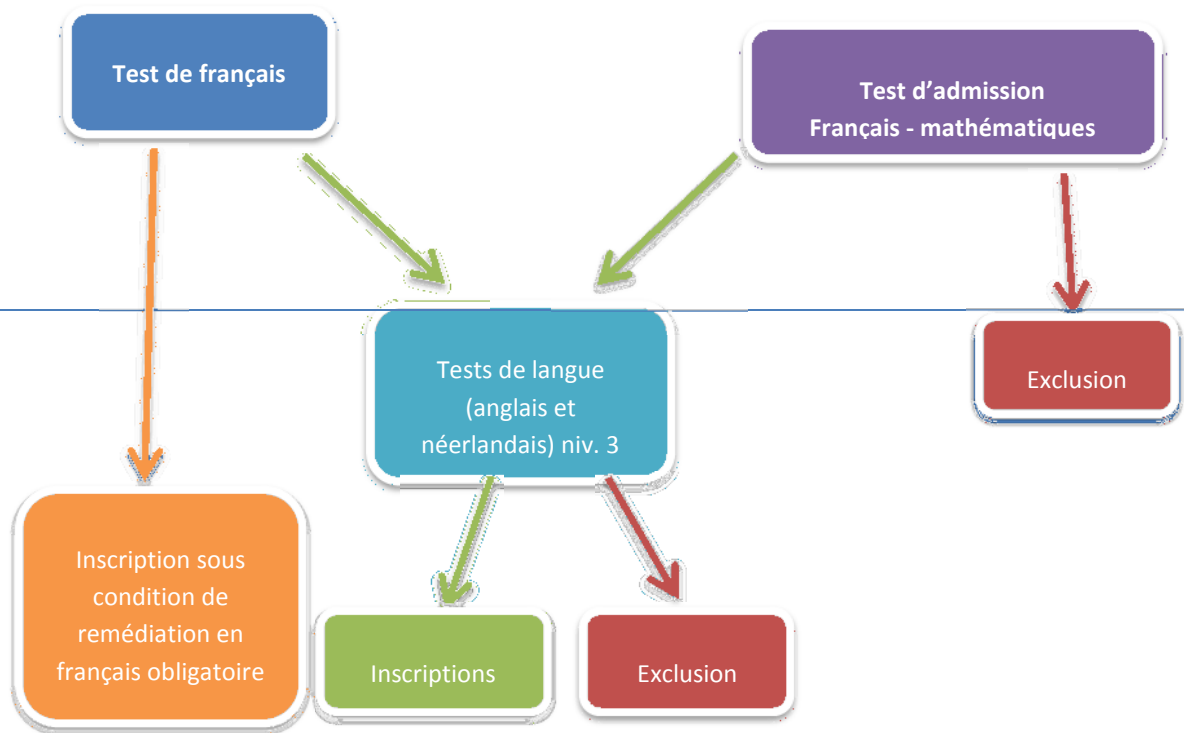 Test de français
Test d’admission
Français - mathématiques
Tests de langue
(anglais et
néerlandais) niv. 3
Exclusion
Inscription sous
condition de
remédiation en
français obligatoire
Inscriptions
Exclusion